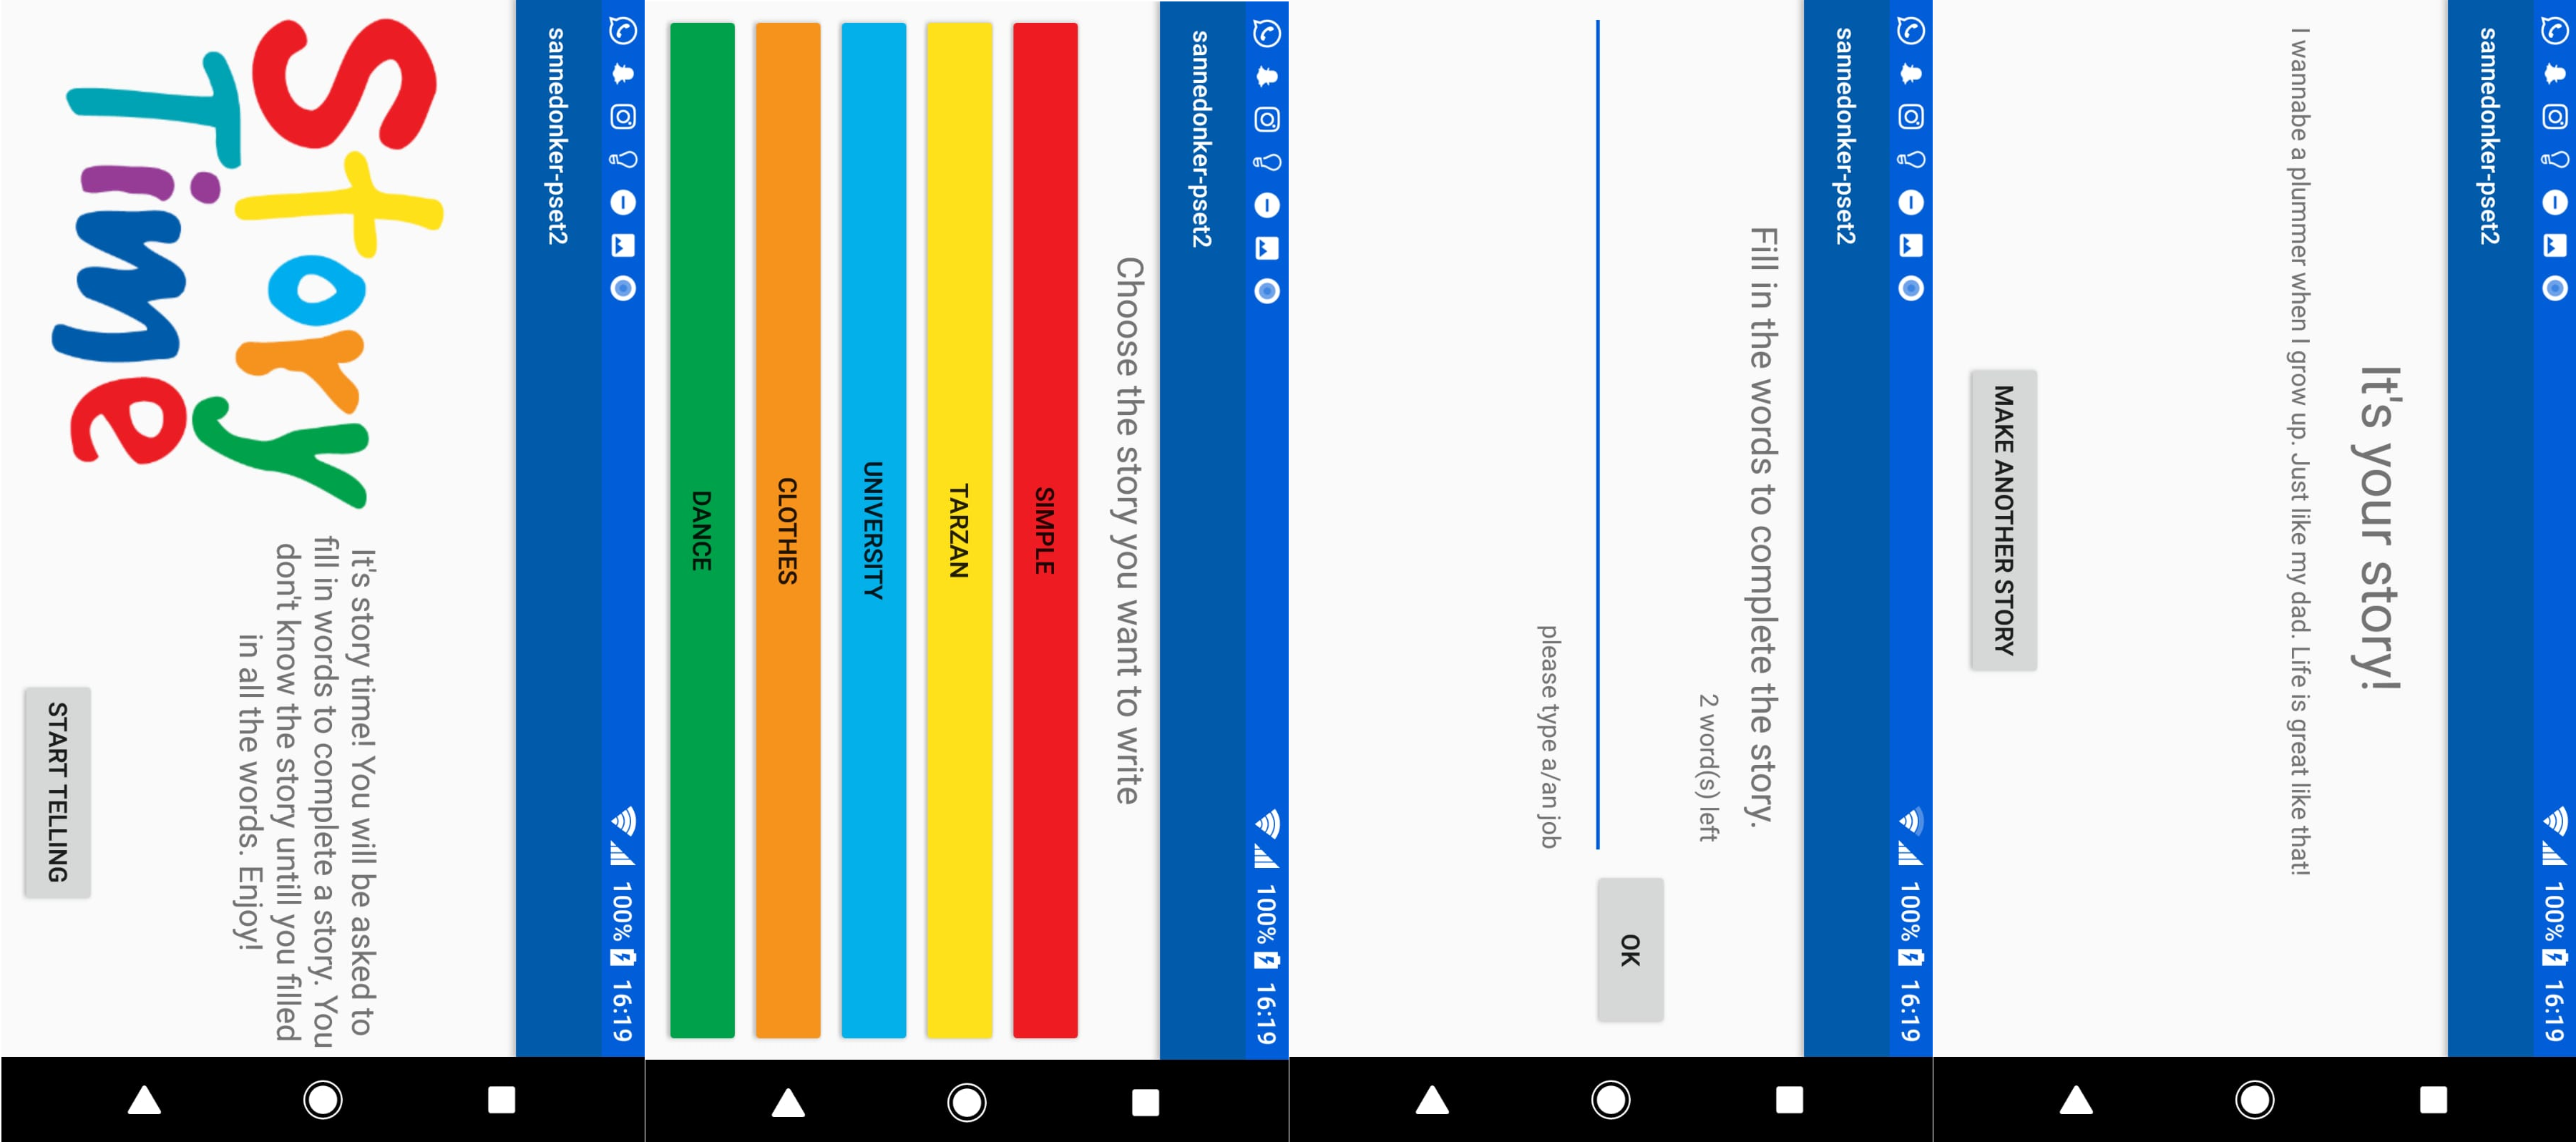 sannedonker-pset2
100% 16:19
Story
Time
It's story time! You will be asked to
fill in words to complete a story. You
don't know the story untill you filled
in all the words. Enjoy!
START TELLING
sannedonker-pset2
100% 16:19
Choose the story you want to write
SIMPLE
TARZAN
UNIVERSITY
CLOTHES
DANCE
sannedonker-pset2
100% 16:19
Fill in the words to complete the story.
2 word(s) left
OK
please type a/an job
sannedonker-pset2
100% 16:19
It's your story!
I wannabe a plummer when I grow up. Just like my dad. Life is great like that!
MAKE ANOTHER STORY